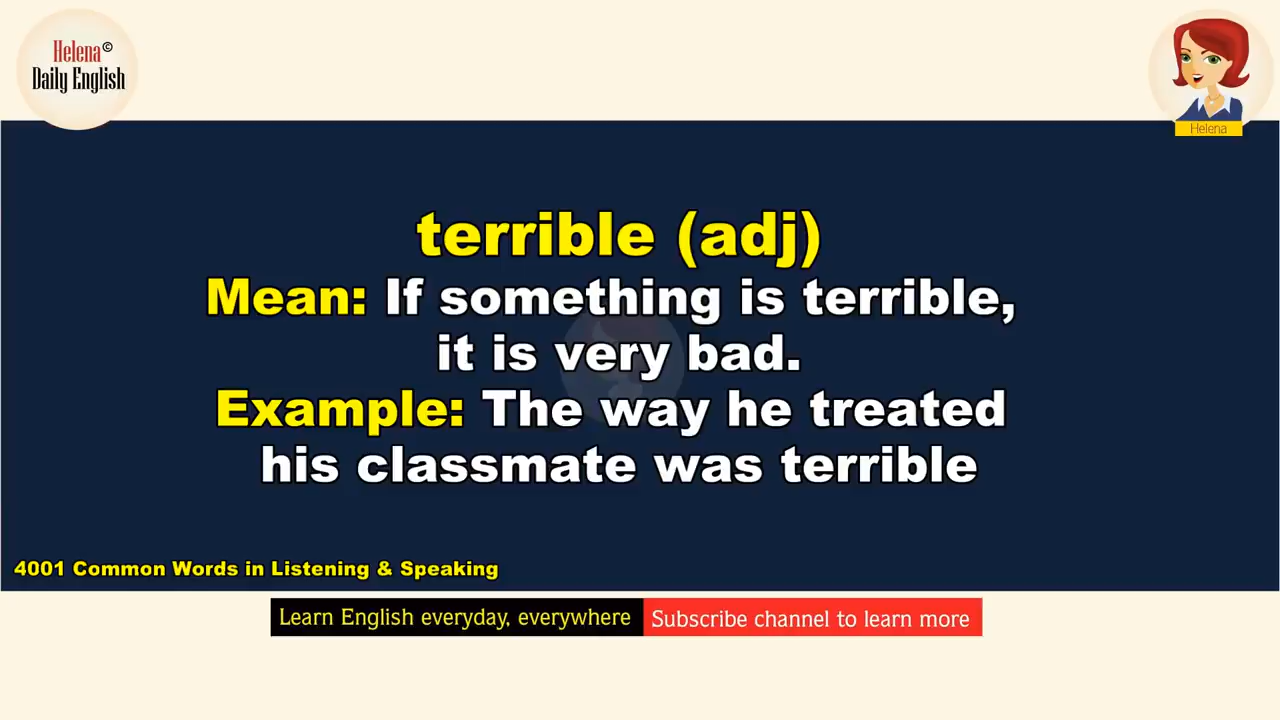 Helena©
Daily English
Helena
terrible (adj)
Mean: If something is terrible,
it is very bad.
Example: The way he treated
his classmate was terrible
4001 Common Words in Listening & Speaking
Learn English everyday, everywhere
Subscribe channel to learn more